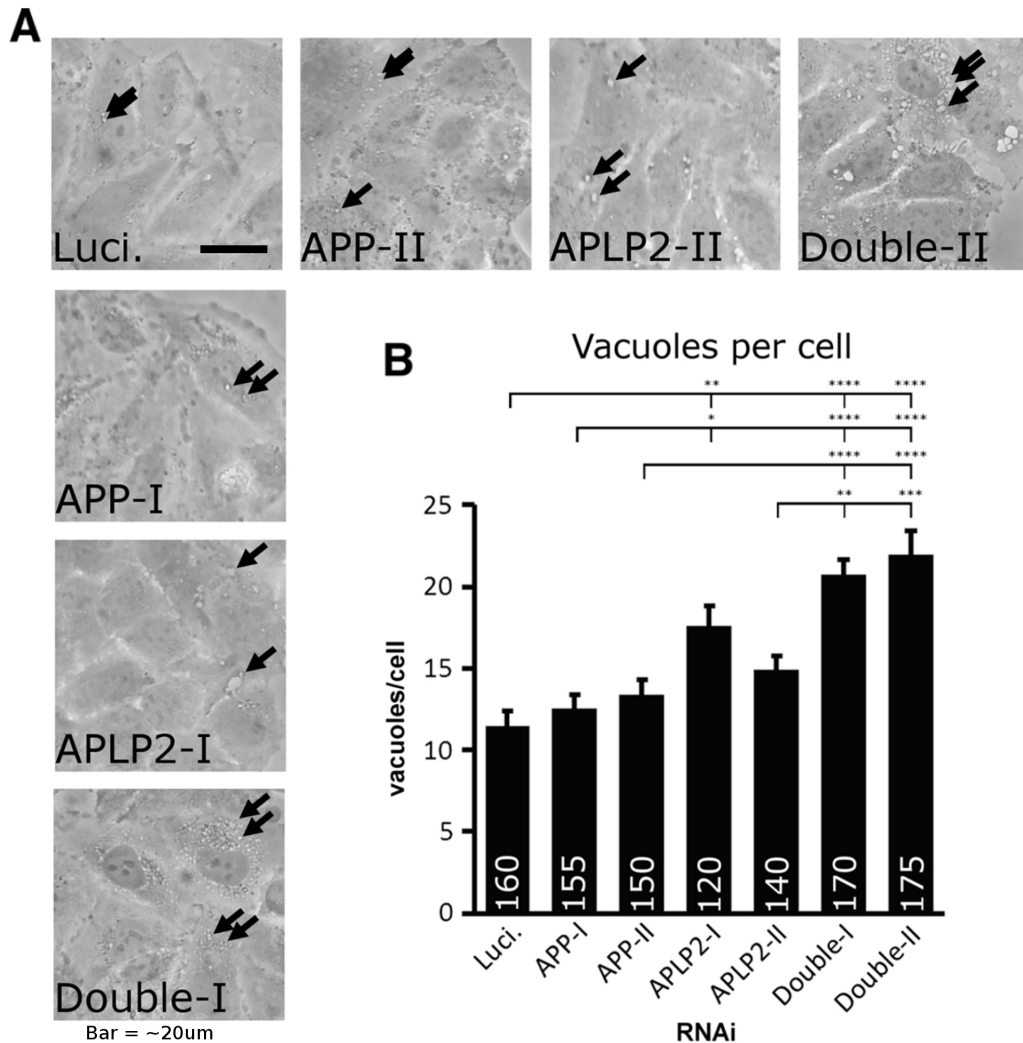 A
Luci.
APP-II
APLP2-II
Double-II
APP-I
APLP2-I
Double-I
Bar = ~20um
B
Vacuoles per cell
** **** ****
* **** ****
**** ****
** ***
25
20
15
10
5
0
vacuoles/cell
160 155 150 120 140 170 175
Luci. APP-I APP-II APLP2-I APLP2-II Double-I Double-II
RNAi